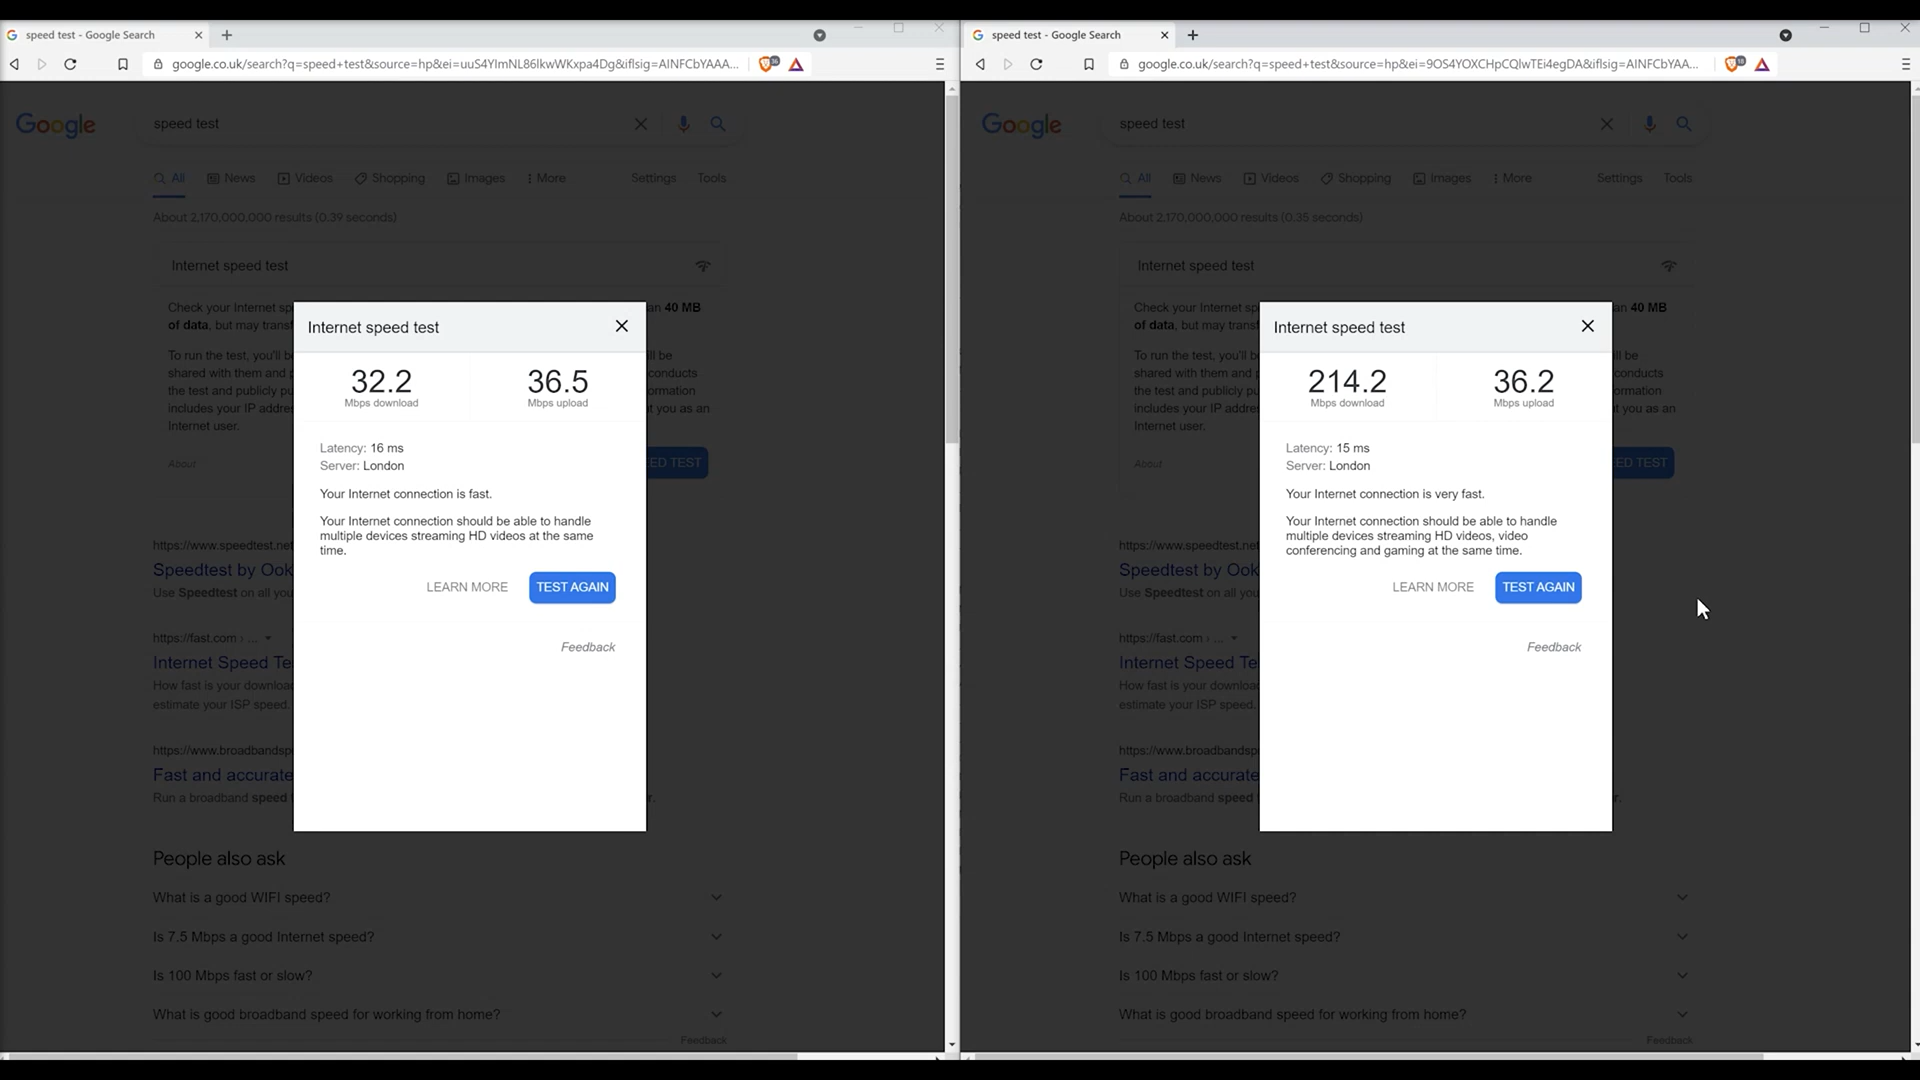 speed test - Google Search
google.co.uk/search?q=speed+test&source=hp&ei=uuS4YImNL86lkwWKxpa4Dg&iflsig=AINFCbYAAA...
36
Google
speed test
All
News
Videos
Shopping
Images
More
Settings
Tools
About 2,170,000,000 results (0.39 seconds)
Internet speed test
Check your Internet sp
an 40 MB
of data, but may transf
To run the test, you'll b
ill be
shared with them and p
conducts
the test and publicly pu
ormation
includes your IP addres
t you as an
Internet user.
About
ED TEST
Internet speed test
32.2
Mbps download
36.5
Mbps upload
Latency: 16 ms
Server: London
Your Internet connection is fast.
Your Internet connection should be able to handle
multiple devices streaming HD videos at the same
time.
LEARN MORE
TEST AGAIN
Feedback
https://www.speedtest.net
Speedtest by Ook
Use Speedtest on all you
https://fast.com › ...
Internet Speed Te
How fast is your downloa
estimate your ISP speed.
https://www.broadbandsp
Fast and accurate
Run a broadband speed
r.
People also ask
What is a good WIFI speed?
Is 7.5 Mbps a good Internet speed?
Is 100 Mbps fast or slow?
What is good broadband speed for working from home?
Feedback
speed test - Google Search
google.co.uk/search?q=speed+test&source=hp&ei=9OS4YOXCHpCQlwTEi4egDA&iflsig=AINFCbYAA...
18
Google
speed test
All
News
Videos
Shopping
Images
More
Settings
Tools
About 2,170,000,000 results (0.35 seconds)
Internet speed test
Check your Internet sp
an 40 MB
of data, but may transf
To run the test, you'll b
ill be
shared with them and p
conducts
the test and publicly pu
ormation
includes your IP addres
t you as an
Internet user.
About
ED TEST
Internet speed test
214.2
Mbps download
36.2
Mbps upload
Latency: 15 ms
Server: London
Your Internet connection is very fast.
Your Internet connection should be able to handle
multiple devices streaming HD videos, video
conferencing and gaming at the same time.
LEARN MORE
TEST AGAIN
Feedback
https://www.speedtest.net
Speedtest by Ook
Use Speedtest on all you
https://fast.com › ...
Internet Speed Te
How fast is your downloa
estimate your ISP speed.
https://www.broadbandsp
Fast and accurate
Run a broadband speed
r.
People also ask
What is a good WIFI speed?
Is 7.5 Mbps a good Internet speed?
Is 100 Mbps fast or slow?
What is good broadband speed for working from home?
Feedback